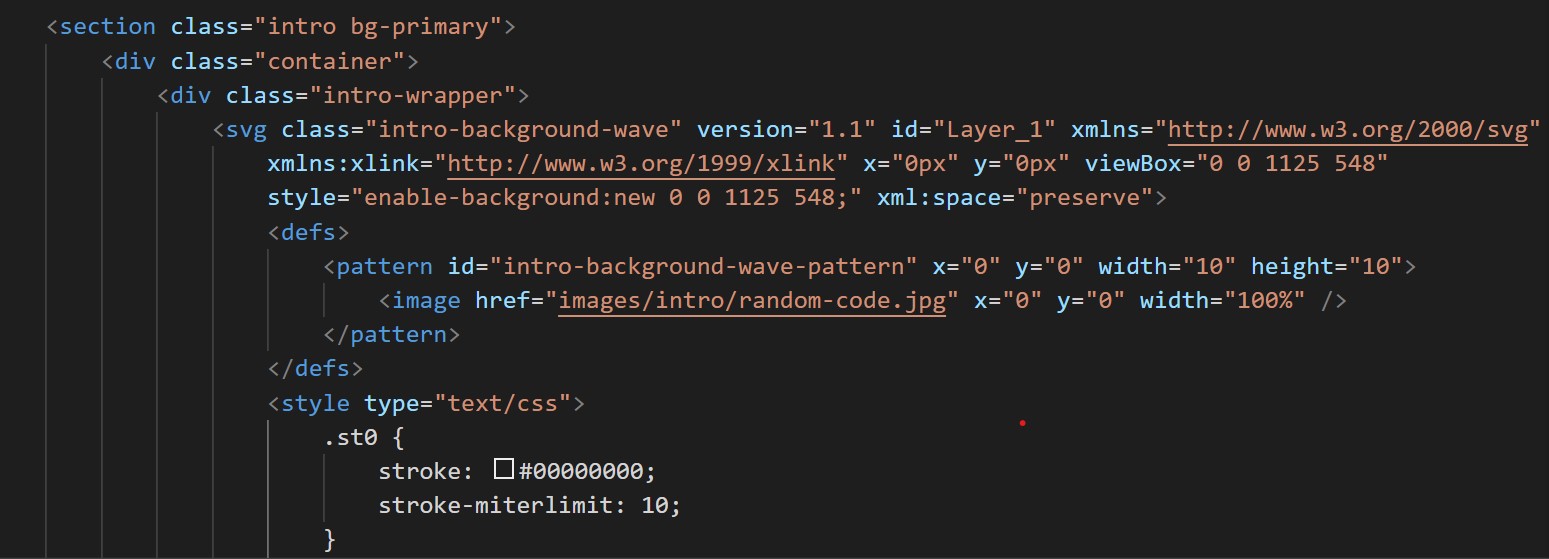 <section class="intro bg-primary">
<div class="container">
<div class="intro-wrapper">
<svg class="intro-background-wave" version="1.1" id="Layer_1" xmlns="http://www.w3.org/2000/svg"
xmlns:xlink="http://www.w3.org/1999/xlink" x="0px" y="0px" viewBox="0 0 1125 548"
style="enable-background:new 0 0 1125 548;" xml:space="preserve">
<defs>
<pattern id="intro-background-wave-pattern" x="0" y="0" width="10" height="10">
<image href="images/intro/random-code.jpg" x="0" y="0" width="100%" />
</pattern>
</defs>
<style type="text/css">
.st0 {
stroke: #00000000;
stroke-miterlimit: 10;
}